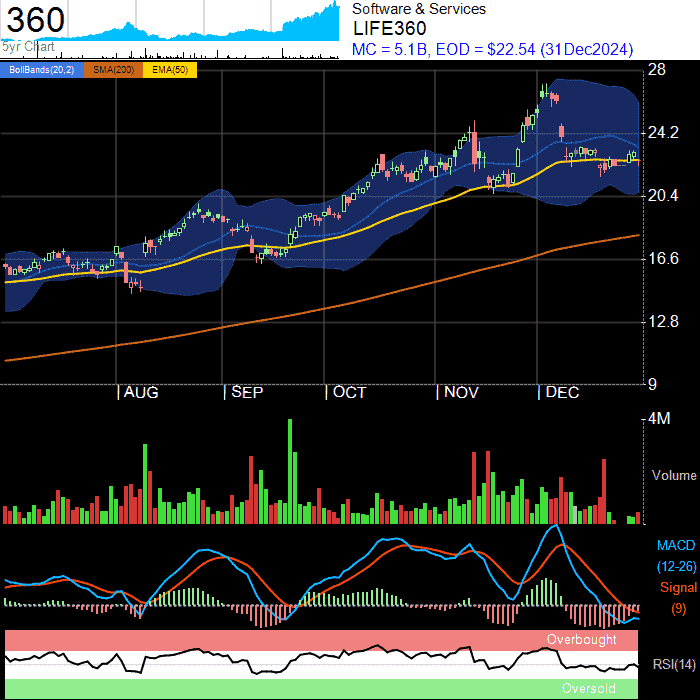 360
5yr Chart
Software & Services
LIFE360
MC = 5.1B, EOD = $22.54 (31Dec2024)
BollBands(20,2) SMA(200) EMA(50)
28
24.2
20.4
16.6
12.8
9
AUG SEP OCT NOV DEC
4M
Volume
MACD
(12-26)
Signal
(9)
Overbought
RSI(14)
Oversold